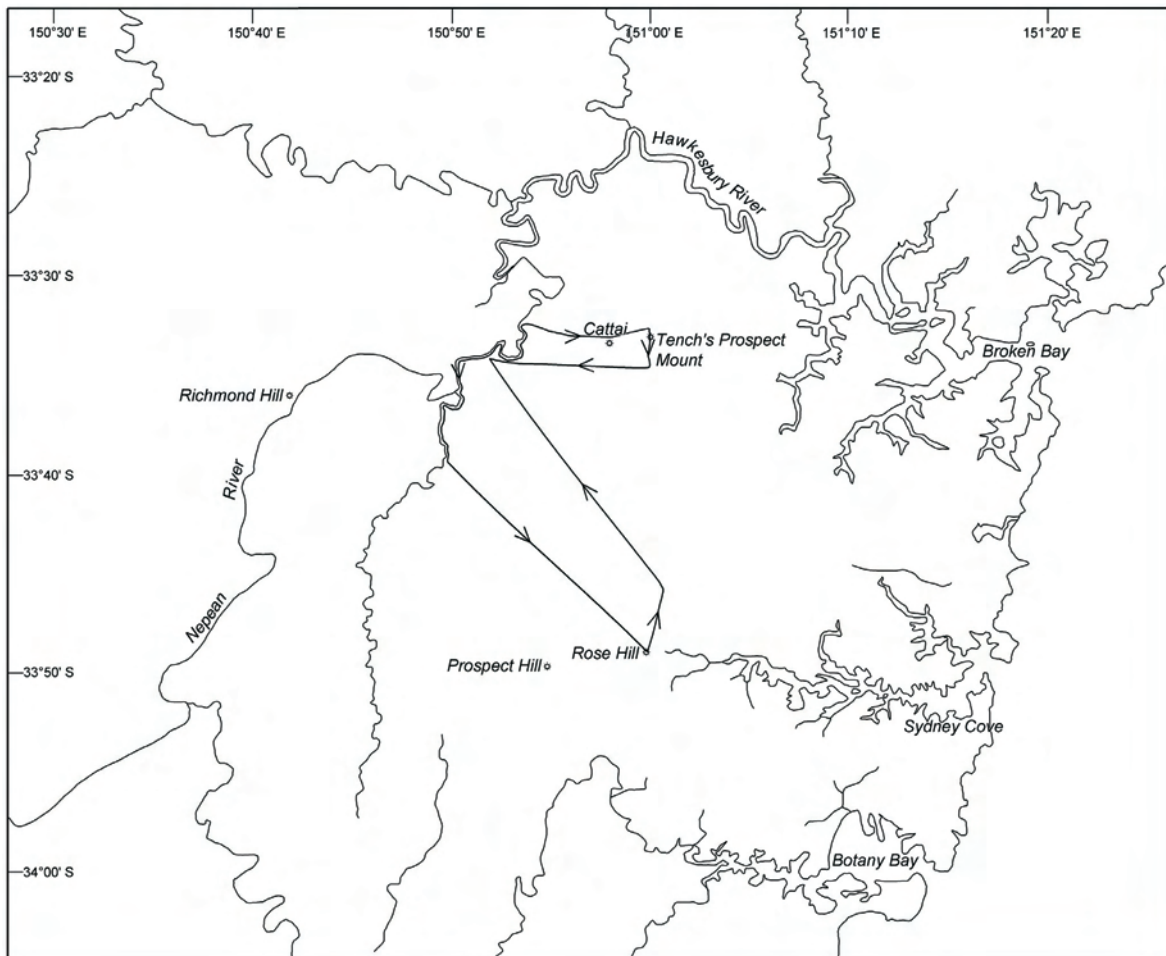 150°30' E
150°40' E
150°50' E
151°00' E
151°10' E
151°20' E
33°20' S
Hawkesbury River
33°30' S
Cattai
Tench's Prospect
Mount
Broken Bay
Richmond Hill
33°40' S
River
Nepean
Rose Hill
Prospect Hill
33°50' S
Sydney Cove
Botany Bay
34°00' S